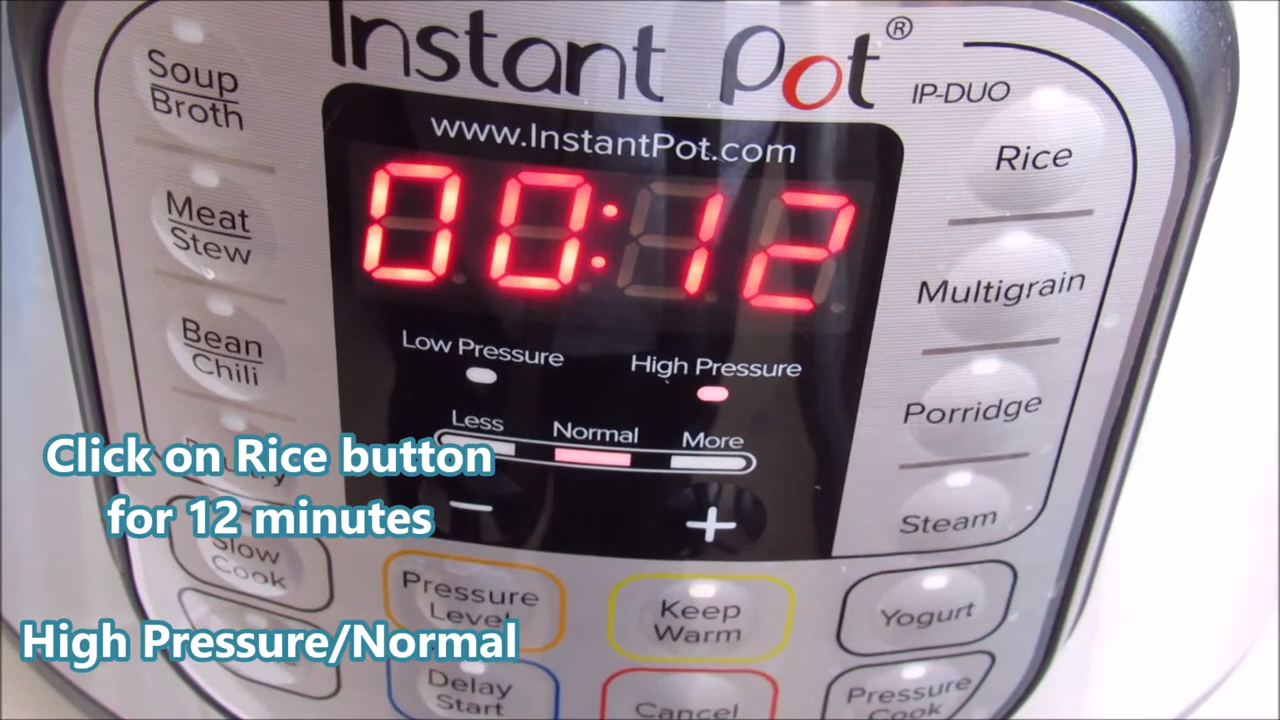 Instant Pot®
IP-DUO
www.InstantPot.com
00:12
Low Pressure
High Pressure
Less
Normal
More
−
+
Soup
Broth
Meat
Stew
Bean
Chili
Slow
Cook
Rice
Multigrain
Porridge
Steam
Pressure
Level
Keep
Warm
Yogurt
Delay
Start
Cancel
Pressure
Cook
Click on Rice button
for 12 minutes
High Pressure/Normal